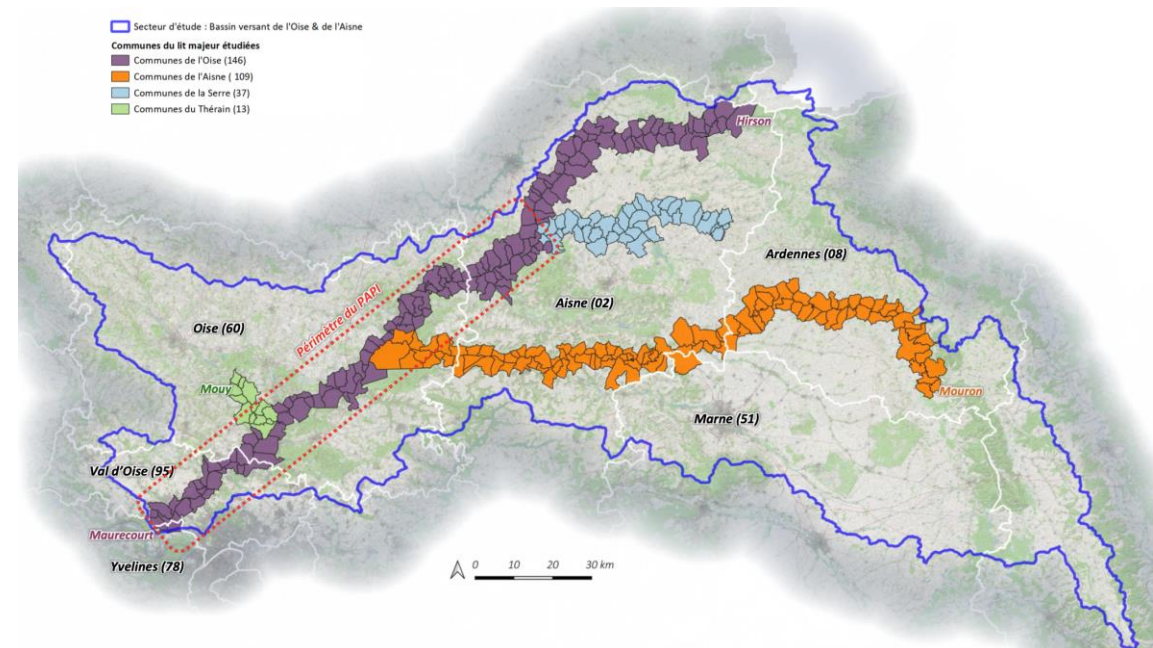 Secteur d'étude : Bassin versant de l'Oise & de l'Aisne
Communes du lit majeur étudiées
Communes de l'Oise (146)
Communes de l'Aisne ( 109)
Communes de la Serre (37)
Communes du Thérain (13)
Hirson
Ardennes (08)
Aisne (02)
Périmètre du PAPI
Oise (60)
Mouy
Mouron
Marne (51)
Val d'Oise (95)
Maurecourt
Yvelines (78)
0 10 20 30 km